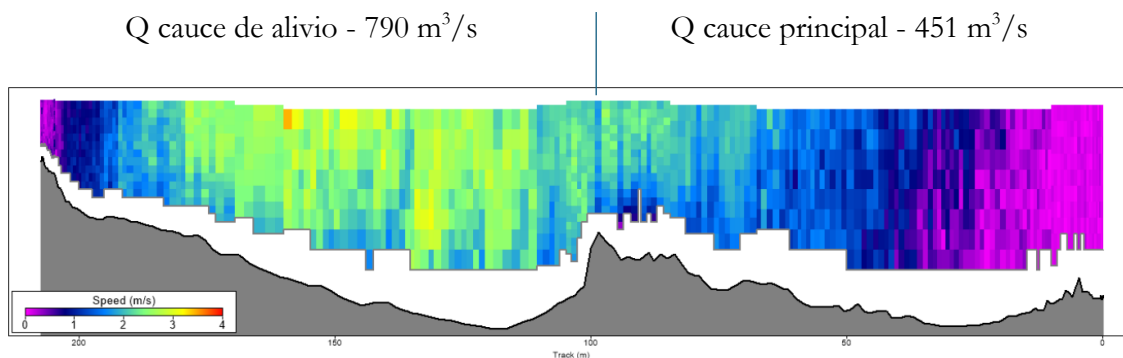 Q cauce de alivio - 790 m³/s
Q cauce principal - 451 m³/s
Speed (m/s)
0 1 2 3 4
200 150 100 50 0
Track (m)